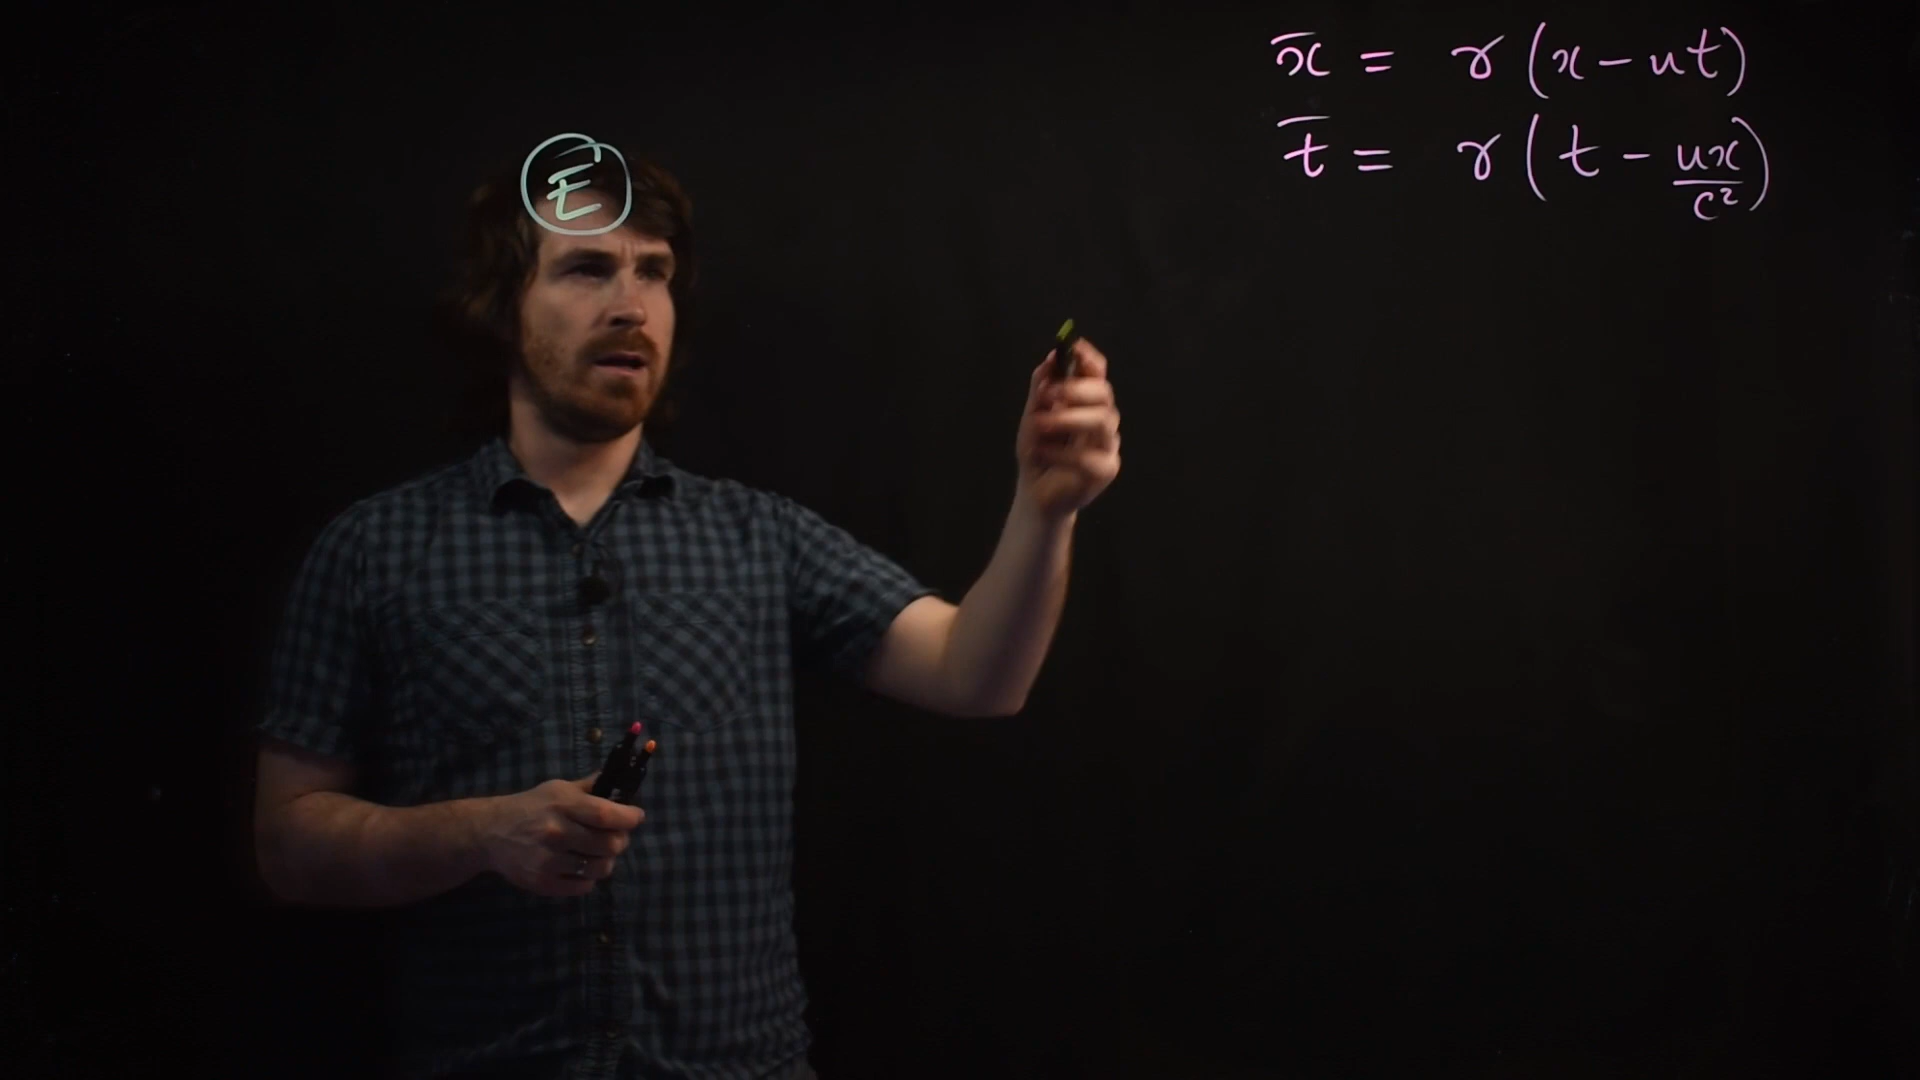 E
x̄ = γ (x - ut)
t̄ = γ (t - ux/c²)